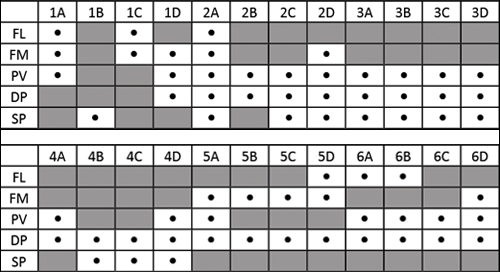 1A 1B 1C 1D 2A 2B 2C 2D 3A 3B 3C 3D
FL
FM
PV
DP
SP
4A 4B 4C 4D 5A 5B 5C 5D 6A 6B 6C 6D
FL
FM
PV
DP
SP